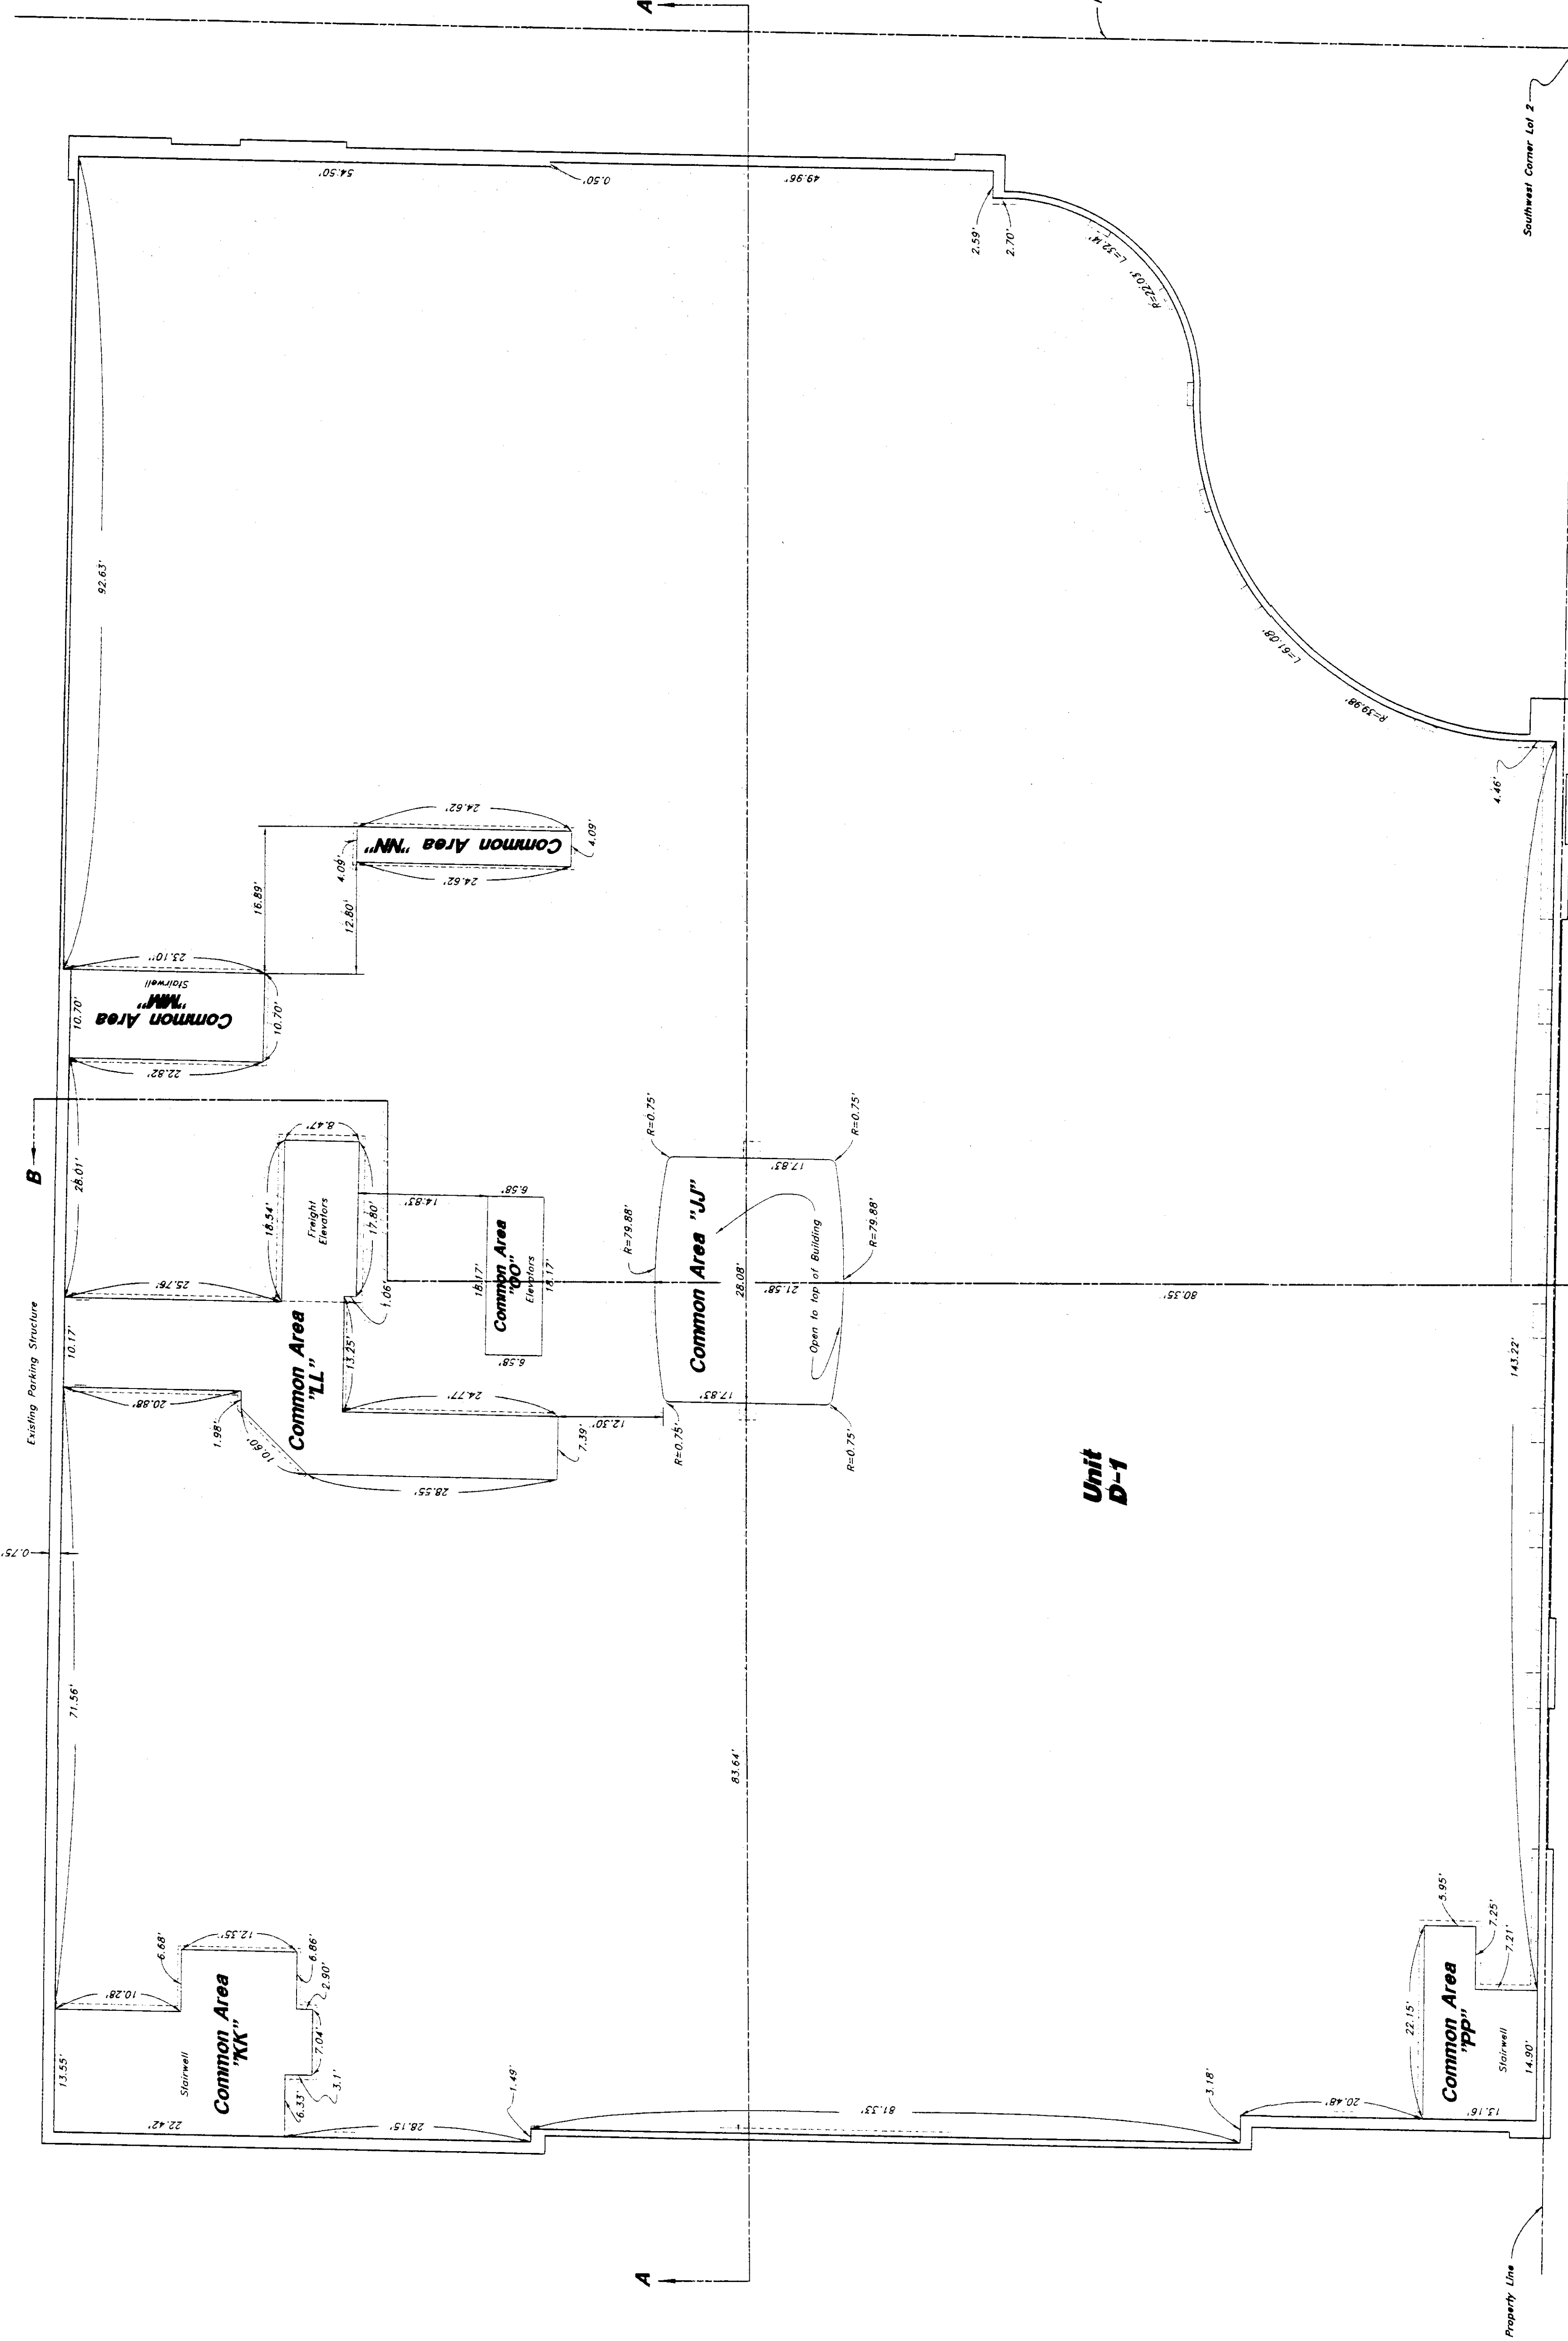 A
Southwest Corner Lot 2
54.50'
0.50'
49.96'
2.59'
2.70'
L=32.14'
R=22.03'
92.63'
L=61.08'
R=39.98'
4.46'
24.62'
4.09'
Common Area "NN"
4.09'
24.62'
16.89'
12.80'
23.10'
Stairwell
"MM"
Common Area
10.70'
10.70'
22.82'
B
28.01'
Existing Parking Structure
10.17'
8.47'
18.54'
Freight
Elevators
17.80'
25.76'
1.06'
Common Area
"LL"
13.25'
20.88'
1.98'
10.60'
28.55'
24.77'
7.39'
12.30'
14.83'
6.58'
18.17'
Common Area
"OO"
Elevators
18.17'
6.58'
R=0.75'
R=0.75'
17.83'
R=79.88'
Common Area "JJ"
28.08'
21.58'
Open to top of Building
R=79.88'
17.83'
R=0.75'
R=0.75'
80.35'
143.22'
Unit
D-1
0.75'
71.56'
83.64'
6.68'
12.35'
6.86'
2.90'
10.28'
7.04'
3.1'
13.55'
Stairwell
Common Area
"KK"
6.33'
22.42'
28.15'
1.49'
81.33'
3.18'
20.48'
5.95'
7.25'
7.21'
22.15'
Common Area
"PP"
Stairwell
14.90'
13.16'
A
Property Line